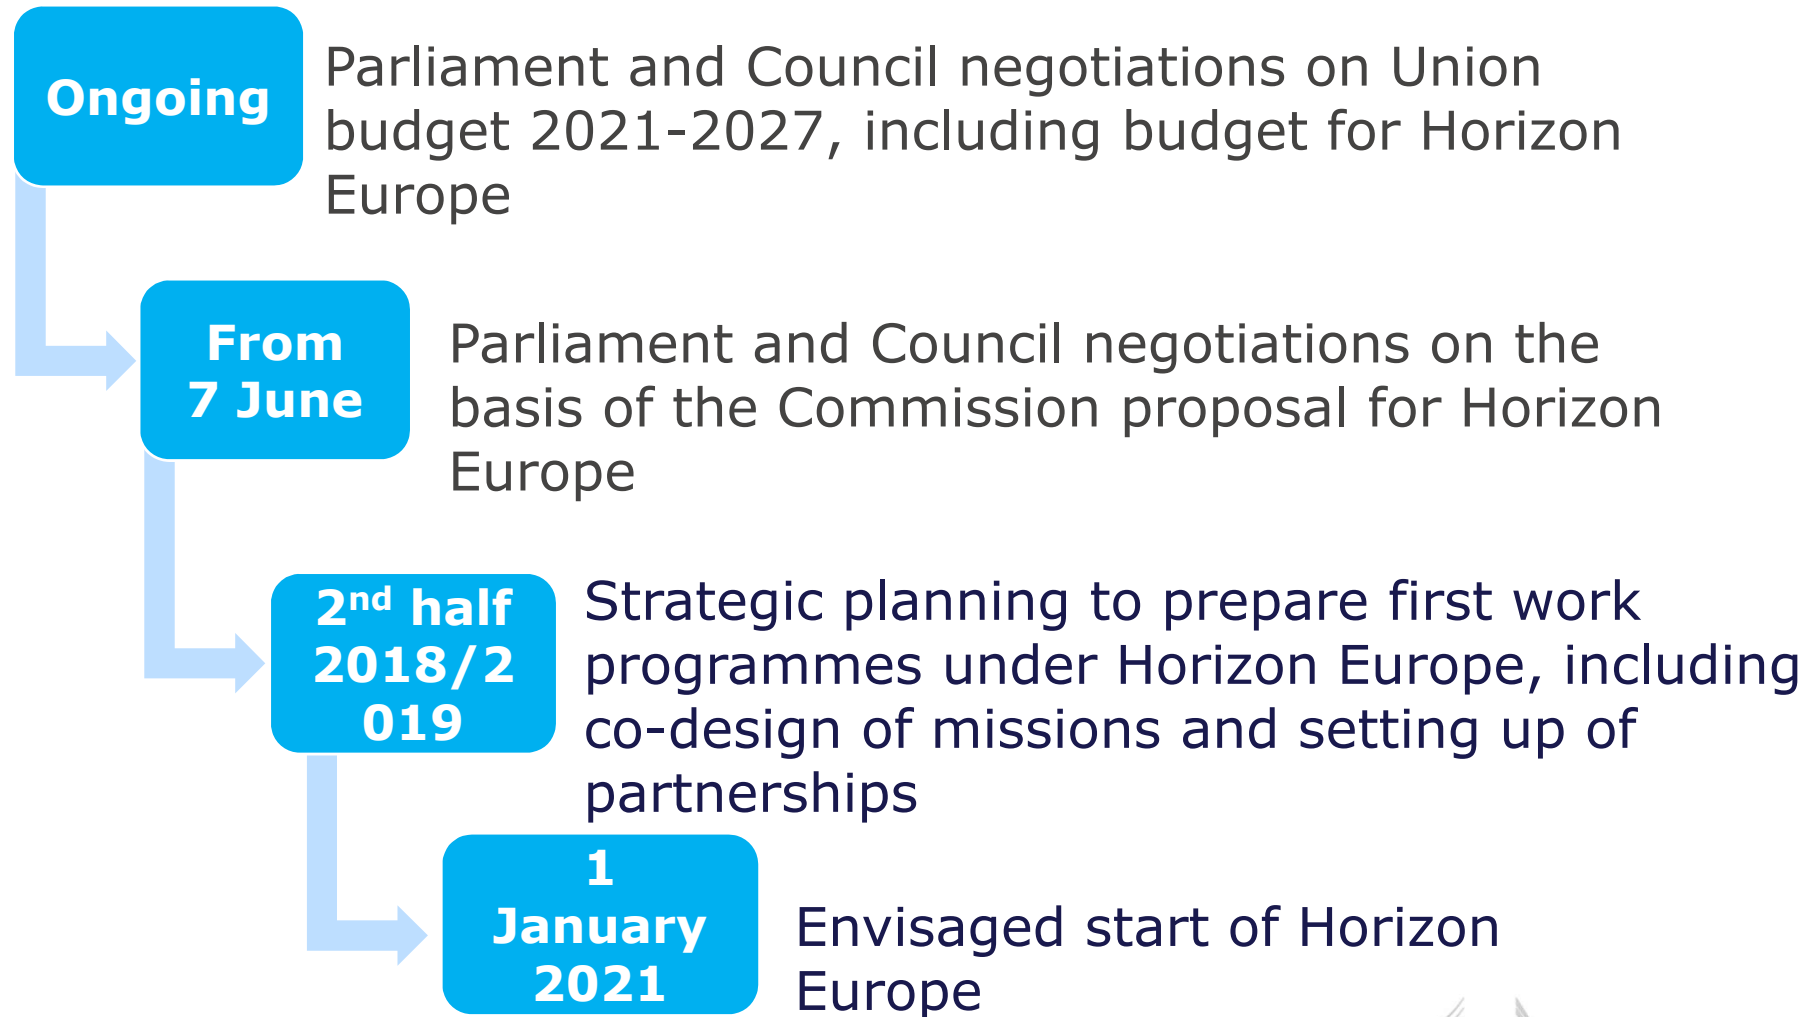 Ongoing
Parliament and Council negotiations on Union
budget 2021-2027, including budget for Horizon
Europe
From
7 June
Parliament and Council negotiations on the
basis of the Commission proposal for Horizon
Europe
2nd half
2018/2
019
Strategic planning to prepare first work
programmes under Horizon Europe, including
co-design of missions and setting up of
partnerships
1
January
2021
Envisaged start of Horizon
Europe